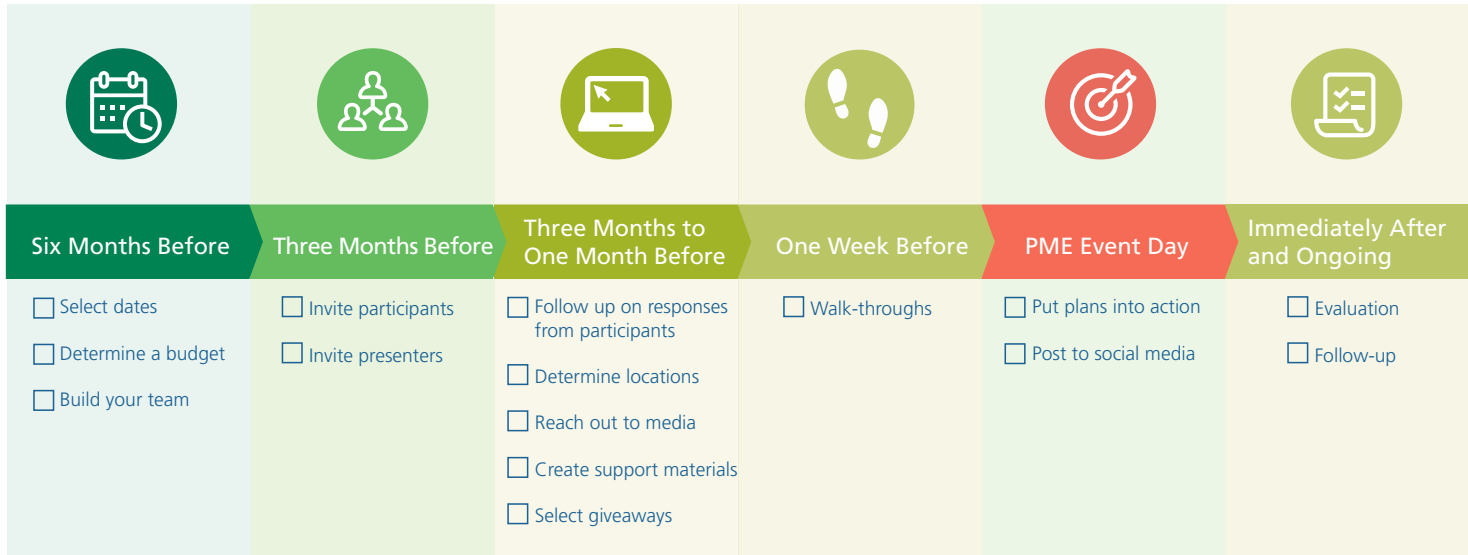 Six Months Before
Select dates
Determine a budget
Build your team
Three Months Before
Invite participants
Invite presenters
Three Months to
One Month Before
Follow up on responses
from participants
Determine locations
Reach out to media
Create support materials
Select giveaways
One Week Before
Walk-throughs
PME Event Day
Put plans into action
Post to social media
Immediately After
and Ongoing
Evaluation
Follow-up